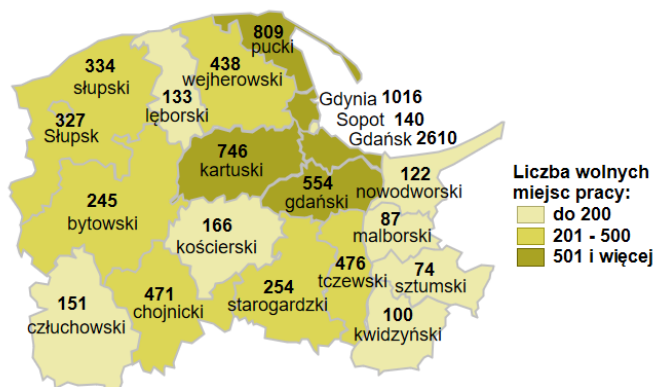 809
pucki
334
słupski
438
wejherowski
133
lęborski
Gdynia 1016
Sopot 140
Gdańsk 2610
327
Słupsk
746
kartuski
554
gdański
122
nowodworski
245
bytowski
166
kościerski
87
malborski
151
człuchowski
471
chojnicki
254
starogardzki
476
tczewski
74
sztumski
100
kwidzyński
Liczba wolnych
miejsc pracy:
do 200
201 - 500
501 i więcej